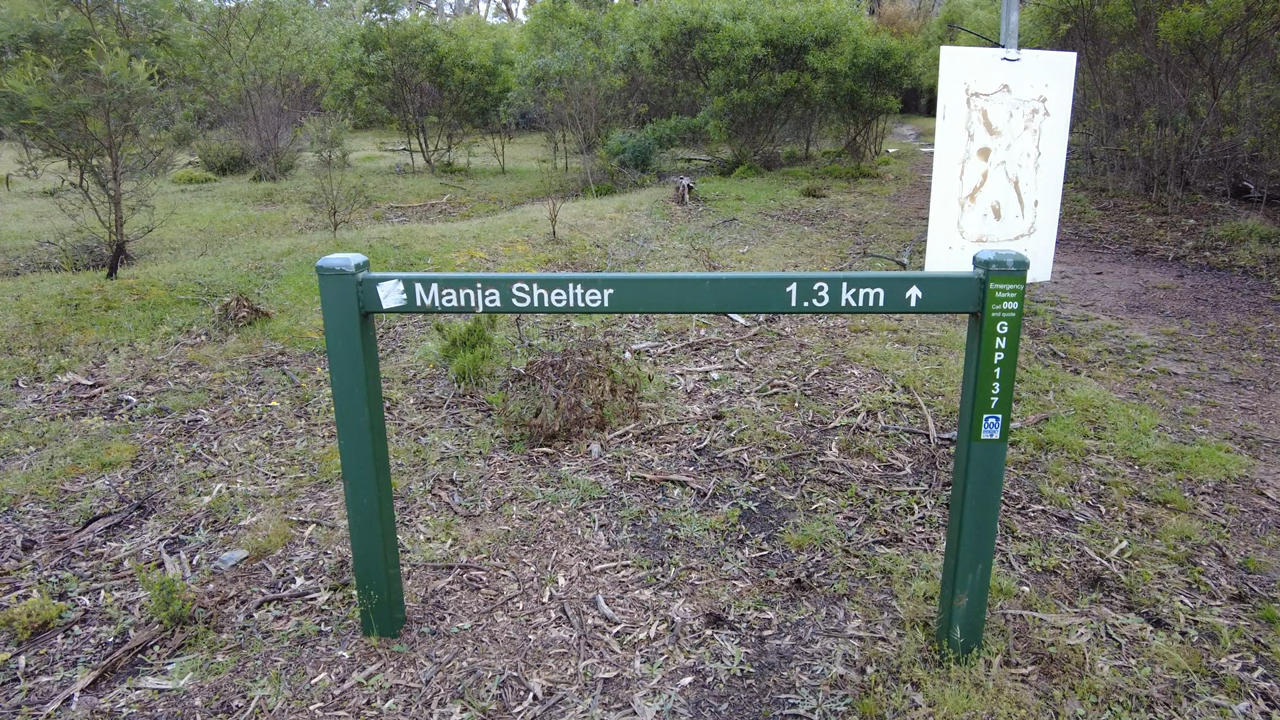 Manja Shelter 1.3 km ↑
Emergency
Marker
Call 000
and quote
GNP137
000